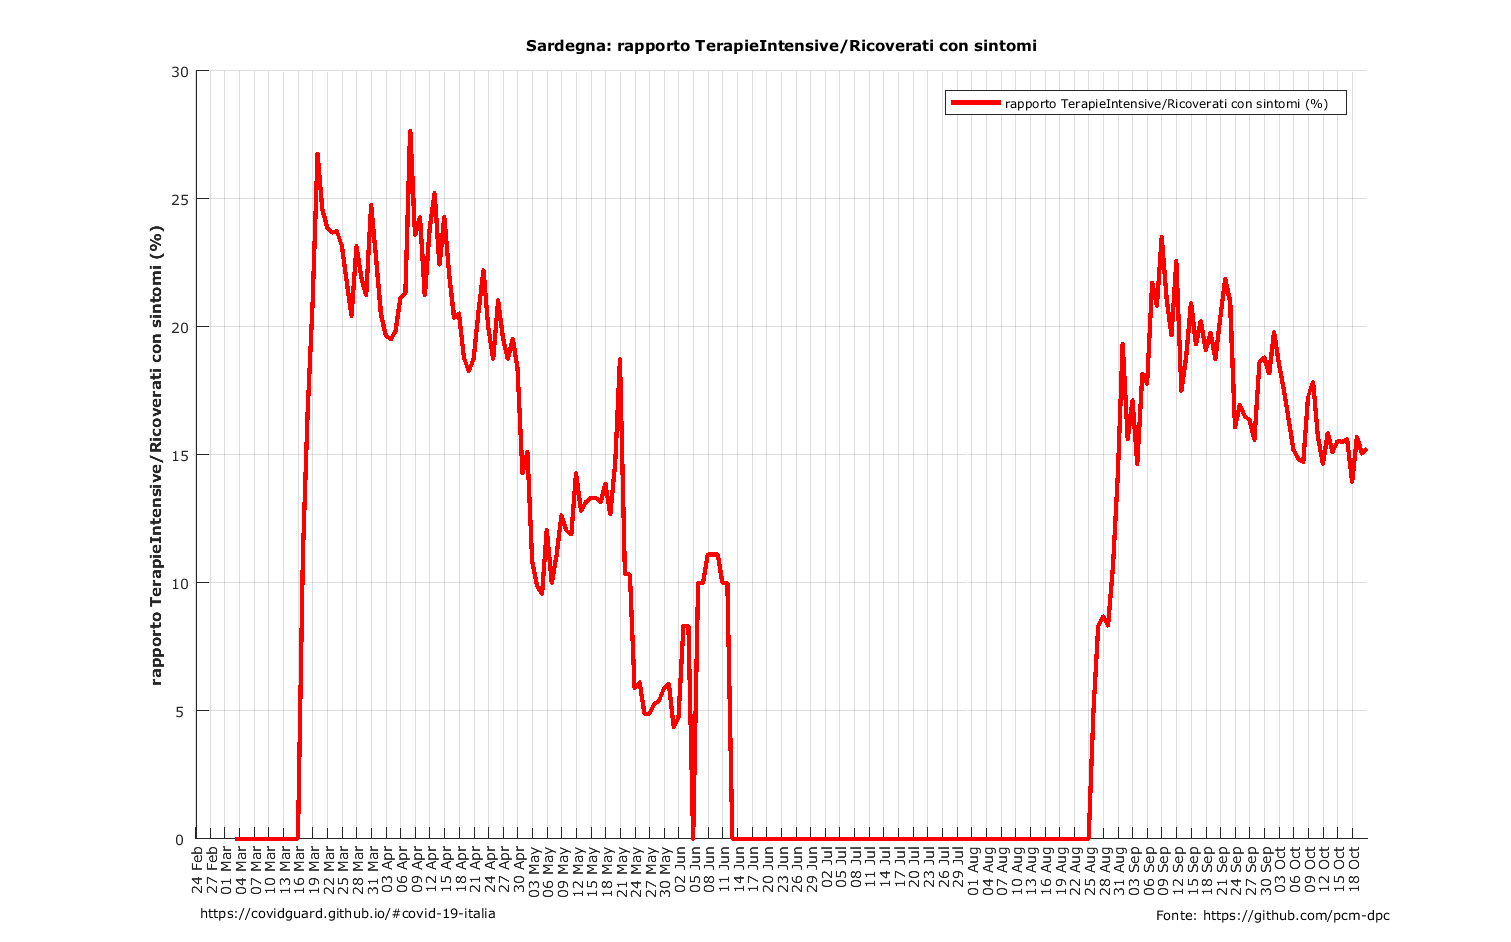 Sardegna: rapporto TerapieIntensive/Ricoverati con sintomi
rapporto TerapieIntensive/Ricoverati con sintomi (%)
rapporto TerapieIntensive/Ricoverati con sintomi (%)
30
25
20
15
10
5
0
24 Feb
27 Feb
01 Mar
04 Mar
07 Mar
10 Mar
13 Mar
16 Mar
19 Mar
22 Mar
25 Mar
28 Mar
31 Mar
03 Apr
06 Apr
09 Apr
12 Apr
15 Apr
18 Apr
21 Apr
24 Apr
27 Apr
30 Apr
03 May
06 May
09 May
12 May
15 May
18 May
21 May
24 May
27 May
30 May
02 Jun
05 Jun
08 Jun
11 Jun
14 Jun
17 Jun
20 Jun
23 Jun
26 Jun
29 Jun
02 Jul
05 Jul
08 Jul
11 Jul
14 Jul
17 Jul
20 Jul
23 Jul
26 Jul
29 Jul
01 Aug
04 Aug
07 Aug
10 Aug
13 Aug
16 Aug
19 Aug
22 Aug
25 Aug
28 Aug
31 Aug
03 Sep
06 Sep
09 Sep
12 Sep
15 Sep
18 Sep
21 Sep
24 Sep
27 Sep
30 Sep
03 Oct
06 Oct
09 Oct
12 Oct
15 Oct
18 Oct
https://covidguard.github.io/#covid-19-italia
Fonte: https://github.com/pcm-dpc